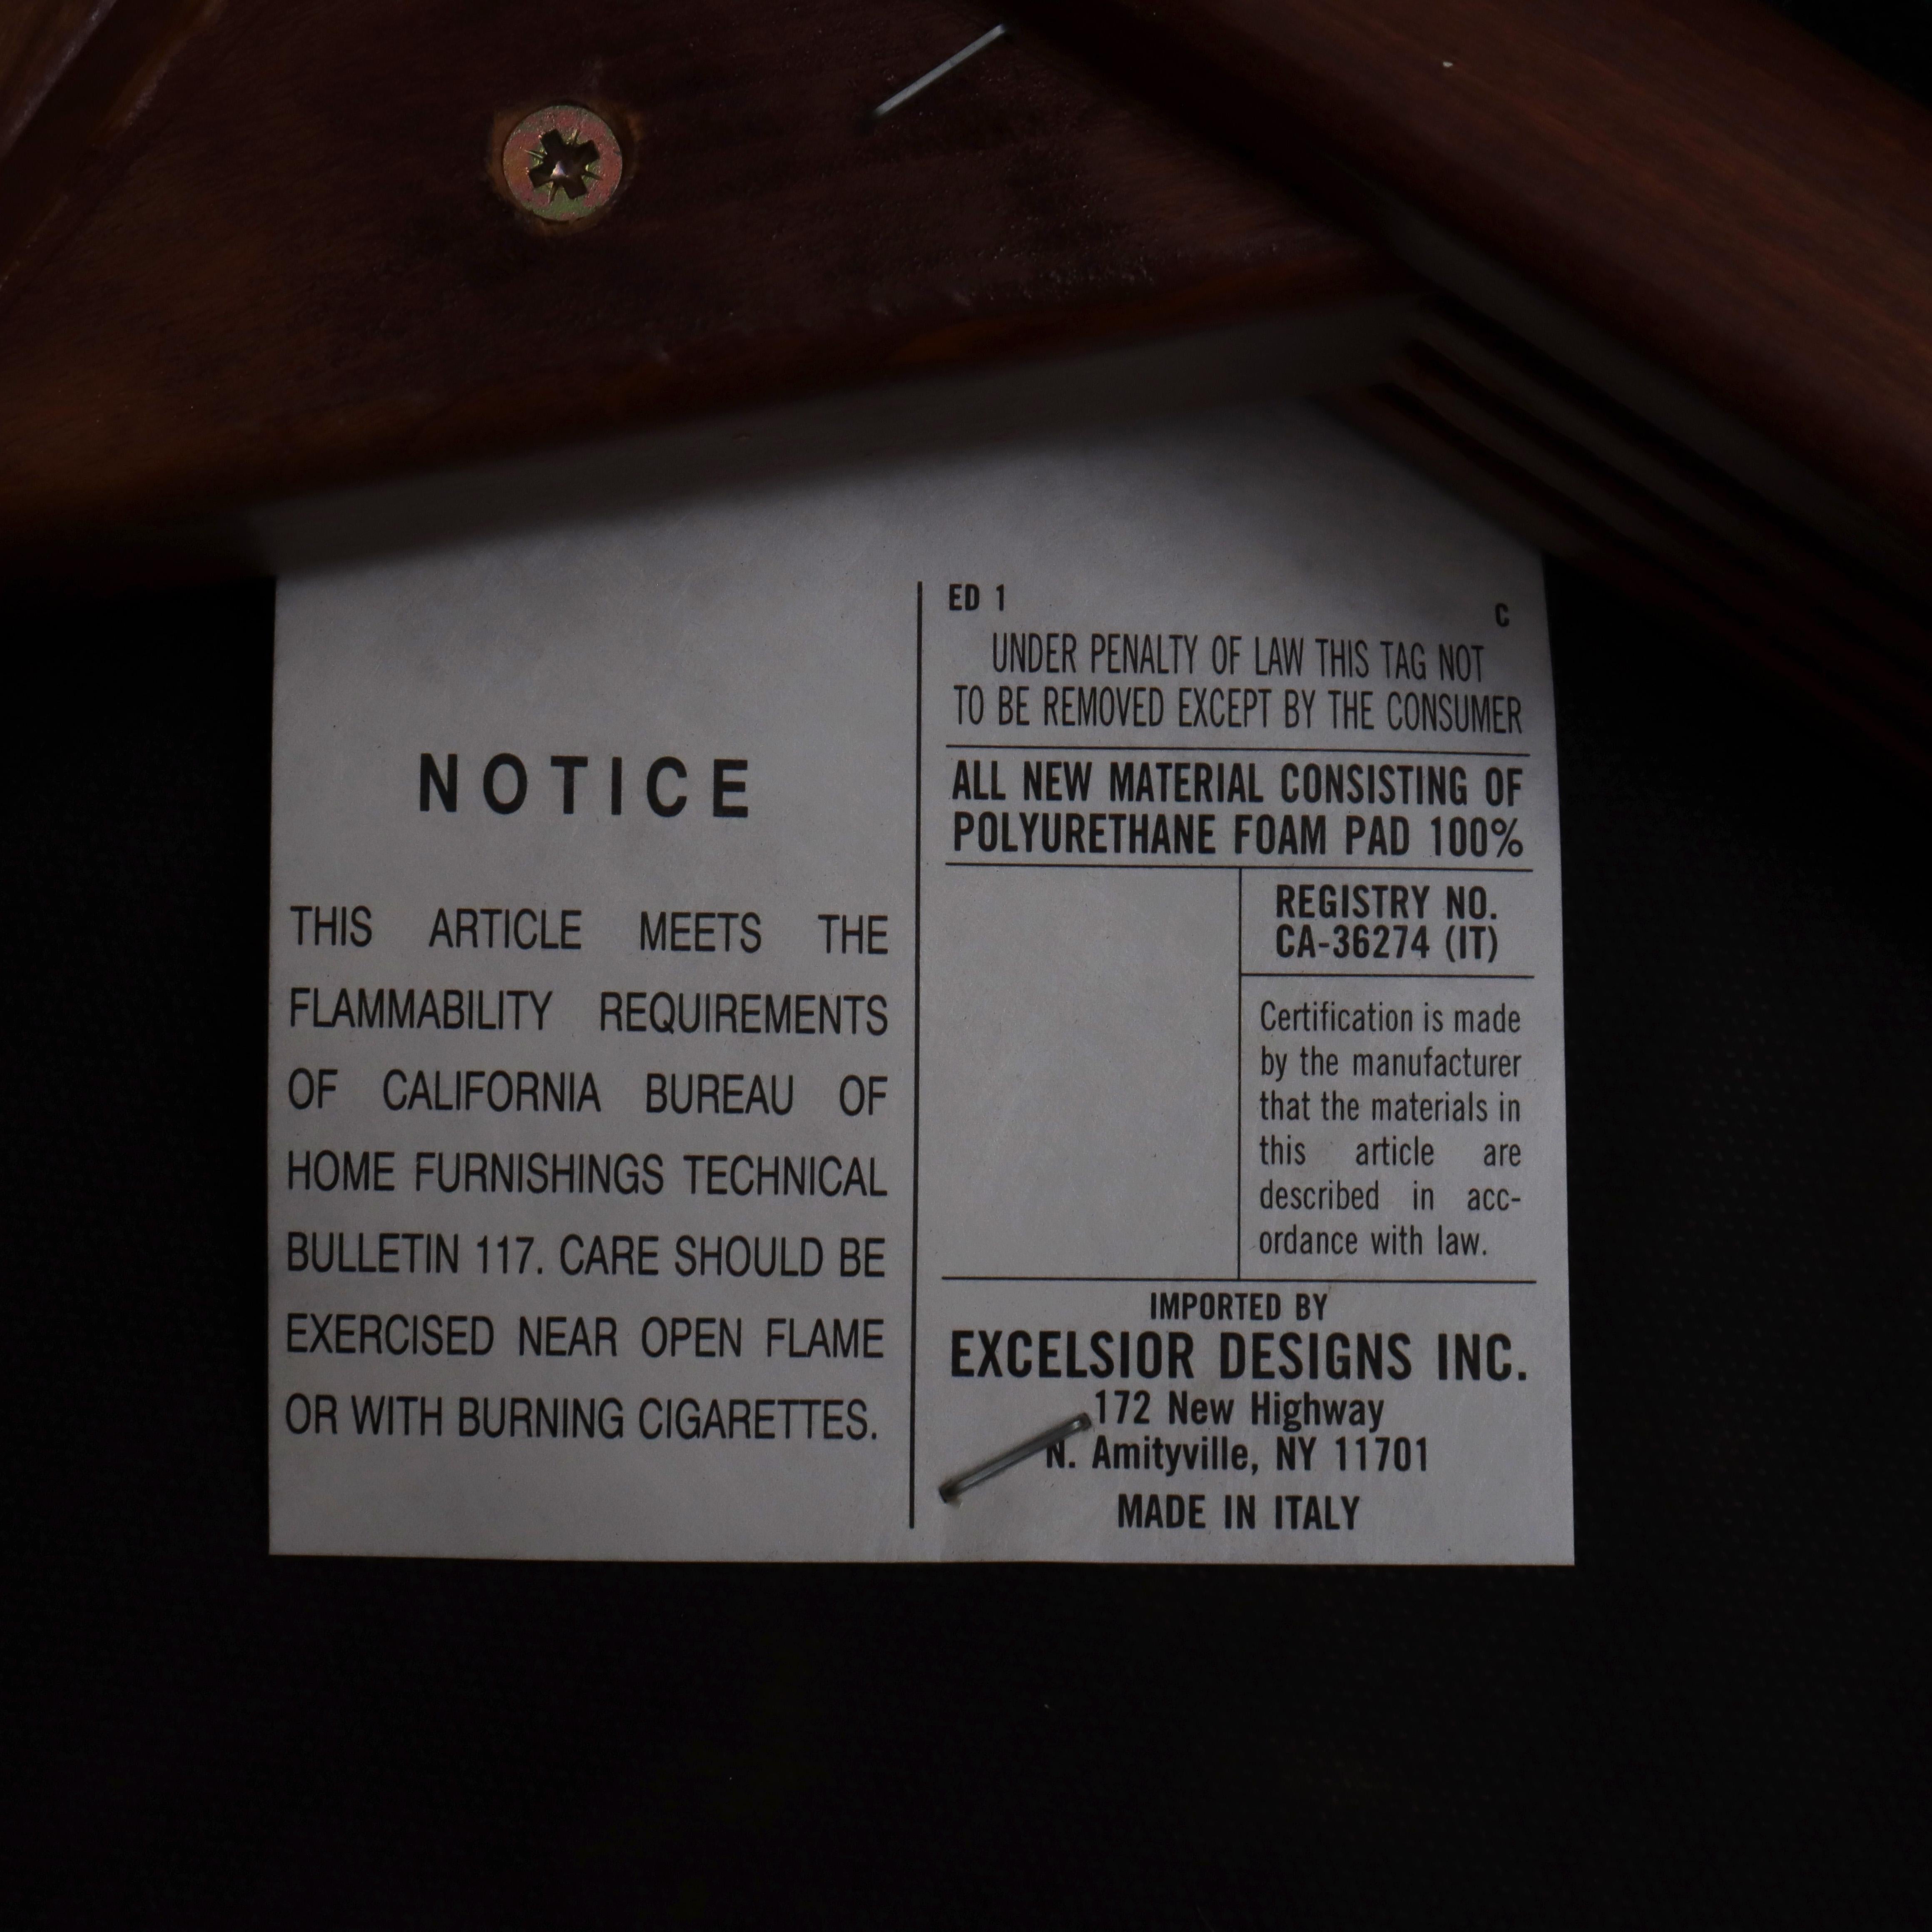 NOTICE
THIS ARTICLE MEETS THE
FLAMMABILITY REQUIREMENTS
OF CALIFORNIA BUREAU OF
HOME FURNISHINGS TECHNICAL
BULLETIN 117. CARE SHOULD BE
EXERCISED NEAR OPEN FLAME
OR WITH BURNING CIGARETTES.
ED 1
C
UNDER PENALTY OF LAW THIS TAG NOT
TO BE REMOVED EXCEPT BY THE CONSUMER
ALL NEW MATERIAL CONSISTING OF
POLYURETHANE FOAM PAD 100%
REGISTRY NO.
CA-36274 (IT)
Certification is made
by the manufacturer
that the materials in
this article are
described in acc-
ordance with law.
IMPORTED BY
EXCELSIOR DESIGNS INC.
172 New Highway
N. Amityville, NY 11701
MADE IN ITALY